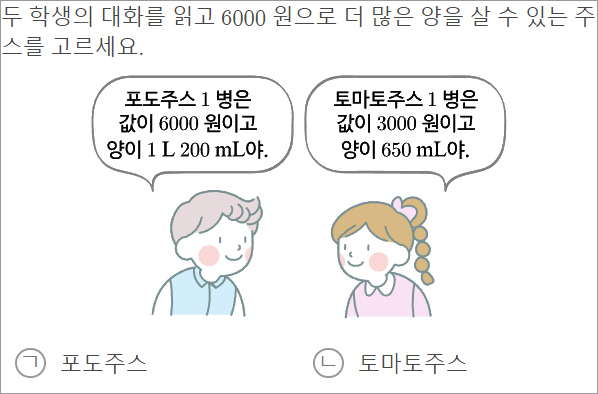 두 학생의 대화를 읽고 6000 원으로 더 많은 양을 살 수 있는 주
스를 고르세요.
포도주스 1 병은
값이 6000 원이고
양이 1 L 200 mL야.
토마토주스 1 병은
값이 3000 원이고
양이 650 mL야.
㉠ 포도주스
㉡ 토마토주스